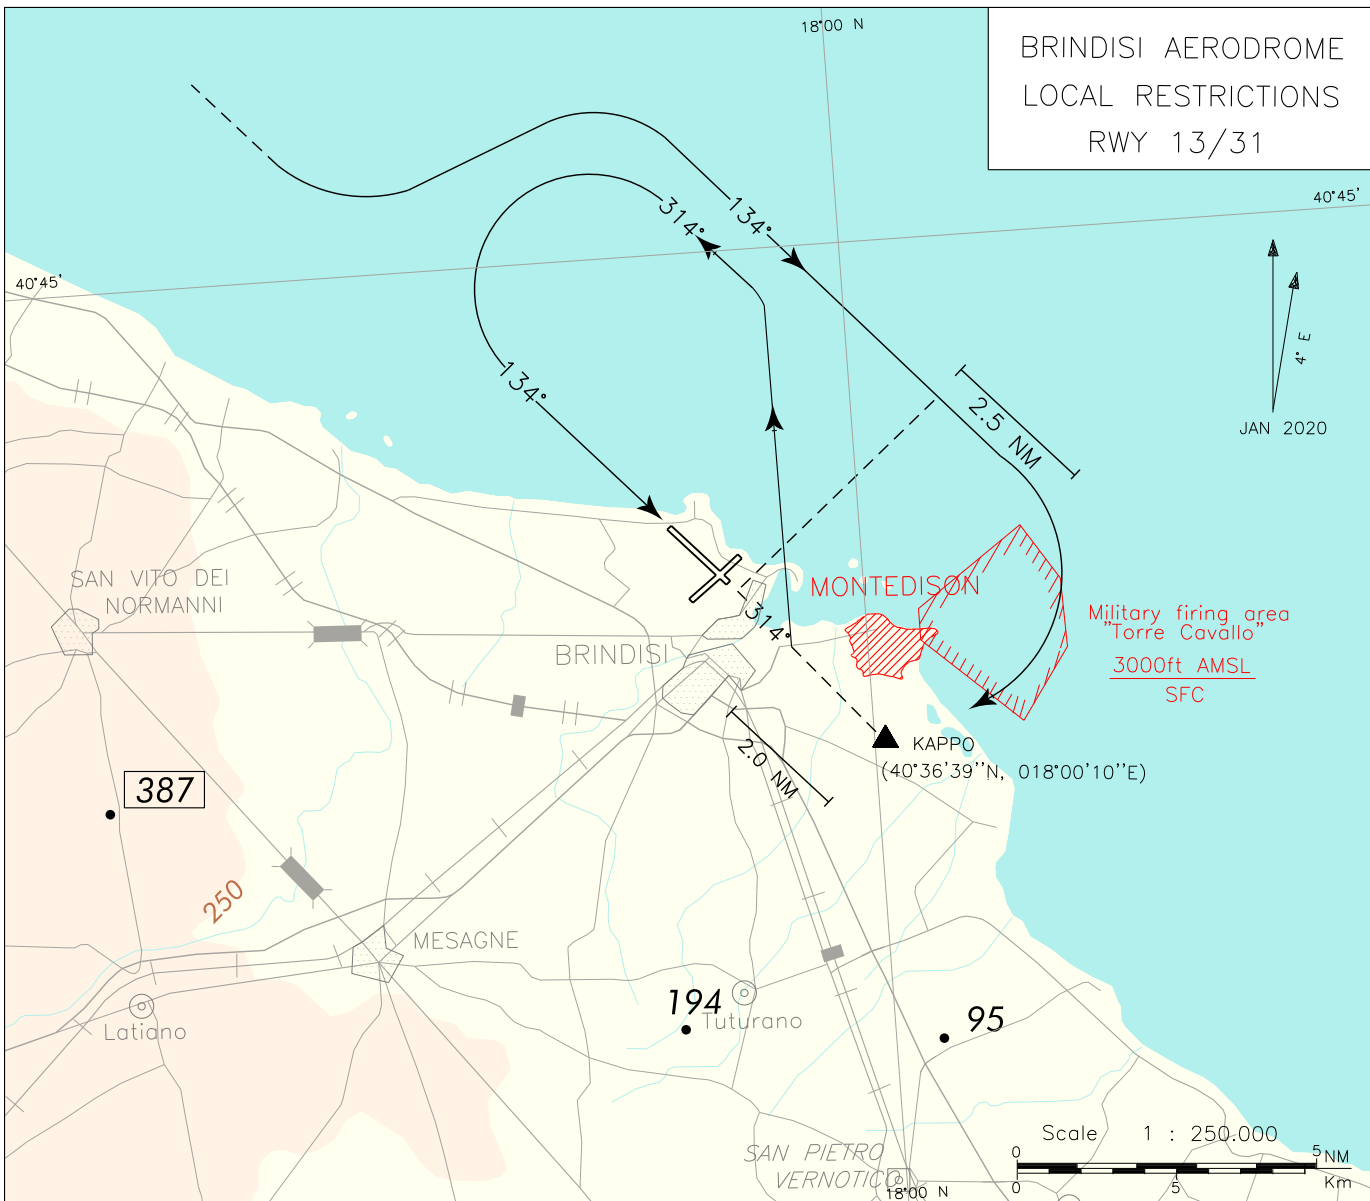 18°00 N
BRINDISI AERODROME
LOCAL RESTRICTIONS
RWY 13/31
40°45'
40°45'
314°
134°
4° E
JAN 2020
134°
2.5 NM
SAN VITO DEI
NORMANNI
MONTEDISON
314°
BRINDISI
Military firing area
"Torre Cavallo"
3000ft AMSL
SFC
KAPPO
(40°36'39''N, 018°00'10''E)
2.0 NM
387
250
MESAGNE
194
Tuturano
95
Latiano
Scale 1 : 250.000
0 5 NM
0 5 Km
SAN PIETRO
VERNOTICO
18°00 N